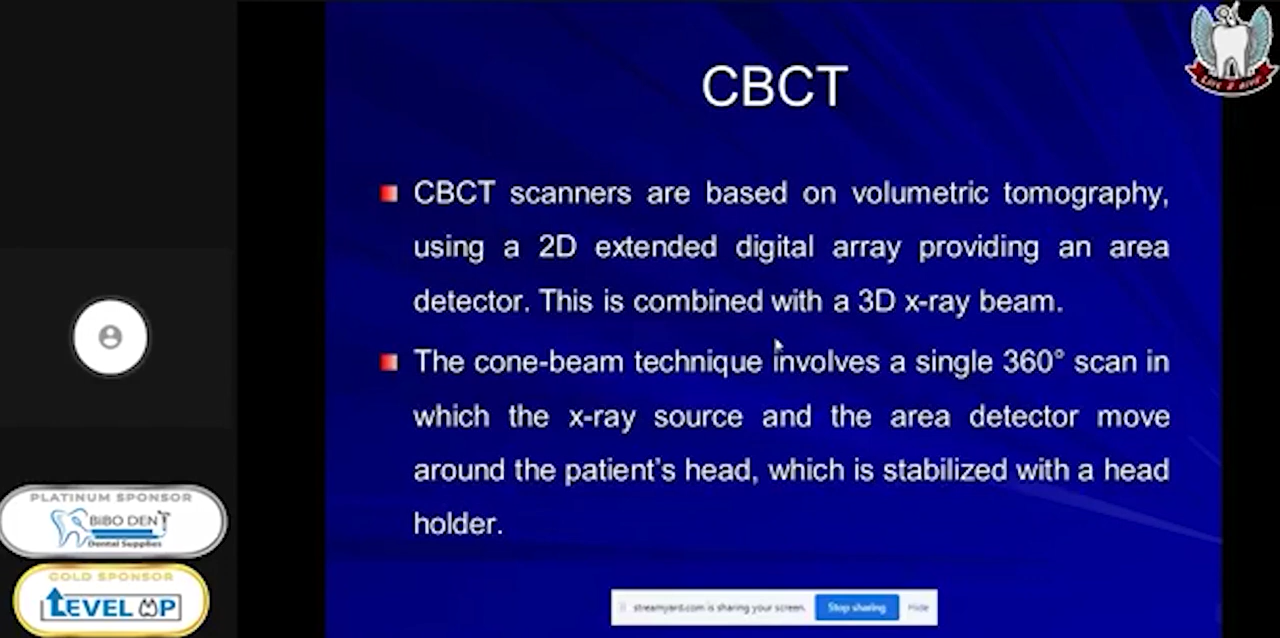 CBCT
CBCT scanners are based on volumetric tomography,
using a 2D extended digital array providing an area
detector. This is combined with a 3D x-ray beam.
The cone-beam technique involves a single 360° scan in
which the x-ray source and the area detector move
around the patient's head, which is stabilized with a head
holder.
PLATINUM SPONSOR
BiBO DENT
Dental Supplies
GOLD SPONSOR
LEVEL UP
streamyard.com is sharing your screen.
Stop sharing
Hide